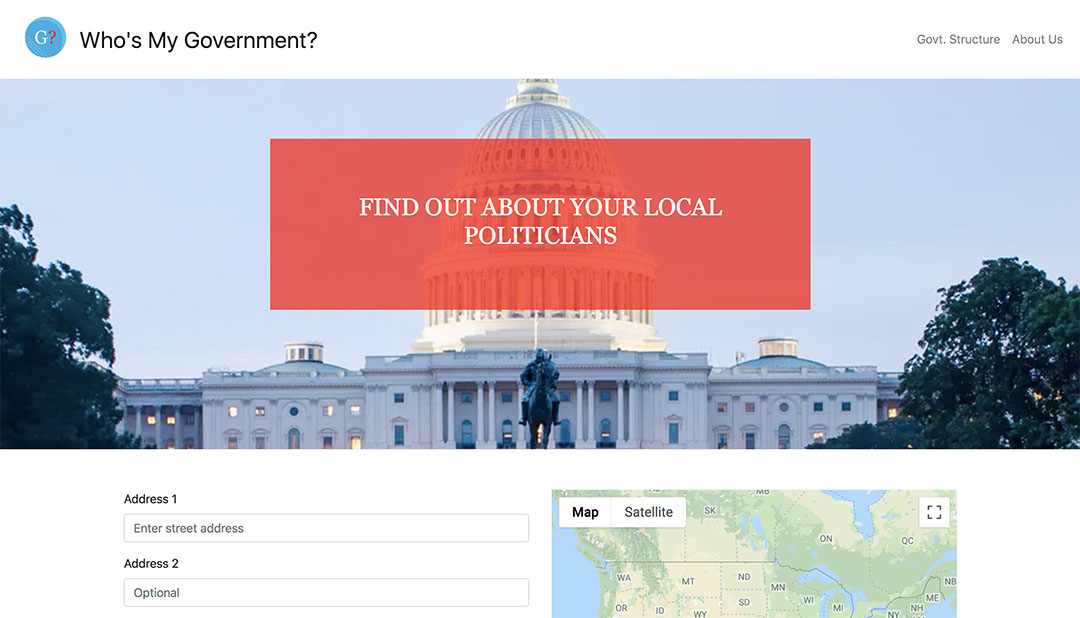 G?
Who's My Government?
Govt. Structure
About Us
FIND OUT ABOUT YOUR LOCAL
POLITICIANS
Address 1
Enter street address
Address 2
Optional
Map
Satellite
MB
SK
ON
QC
NB
WA
MT
ND
MN
OR
ID
SD
WI
MI
ME
WY
NY
NH